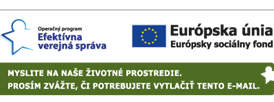 Operačný program
Efektívna
verejná správa
Európska únia
Európsky sociálny fond
MYSLITE NA NAŠE ŽIVOTNÉ PROSTREDIE.
PROSÍM ZVÁŽTE, ČI POTREBUJETE VYTLAČIŤ TENTO E-MAIL.